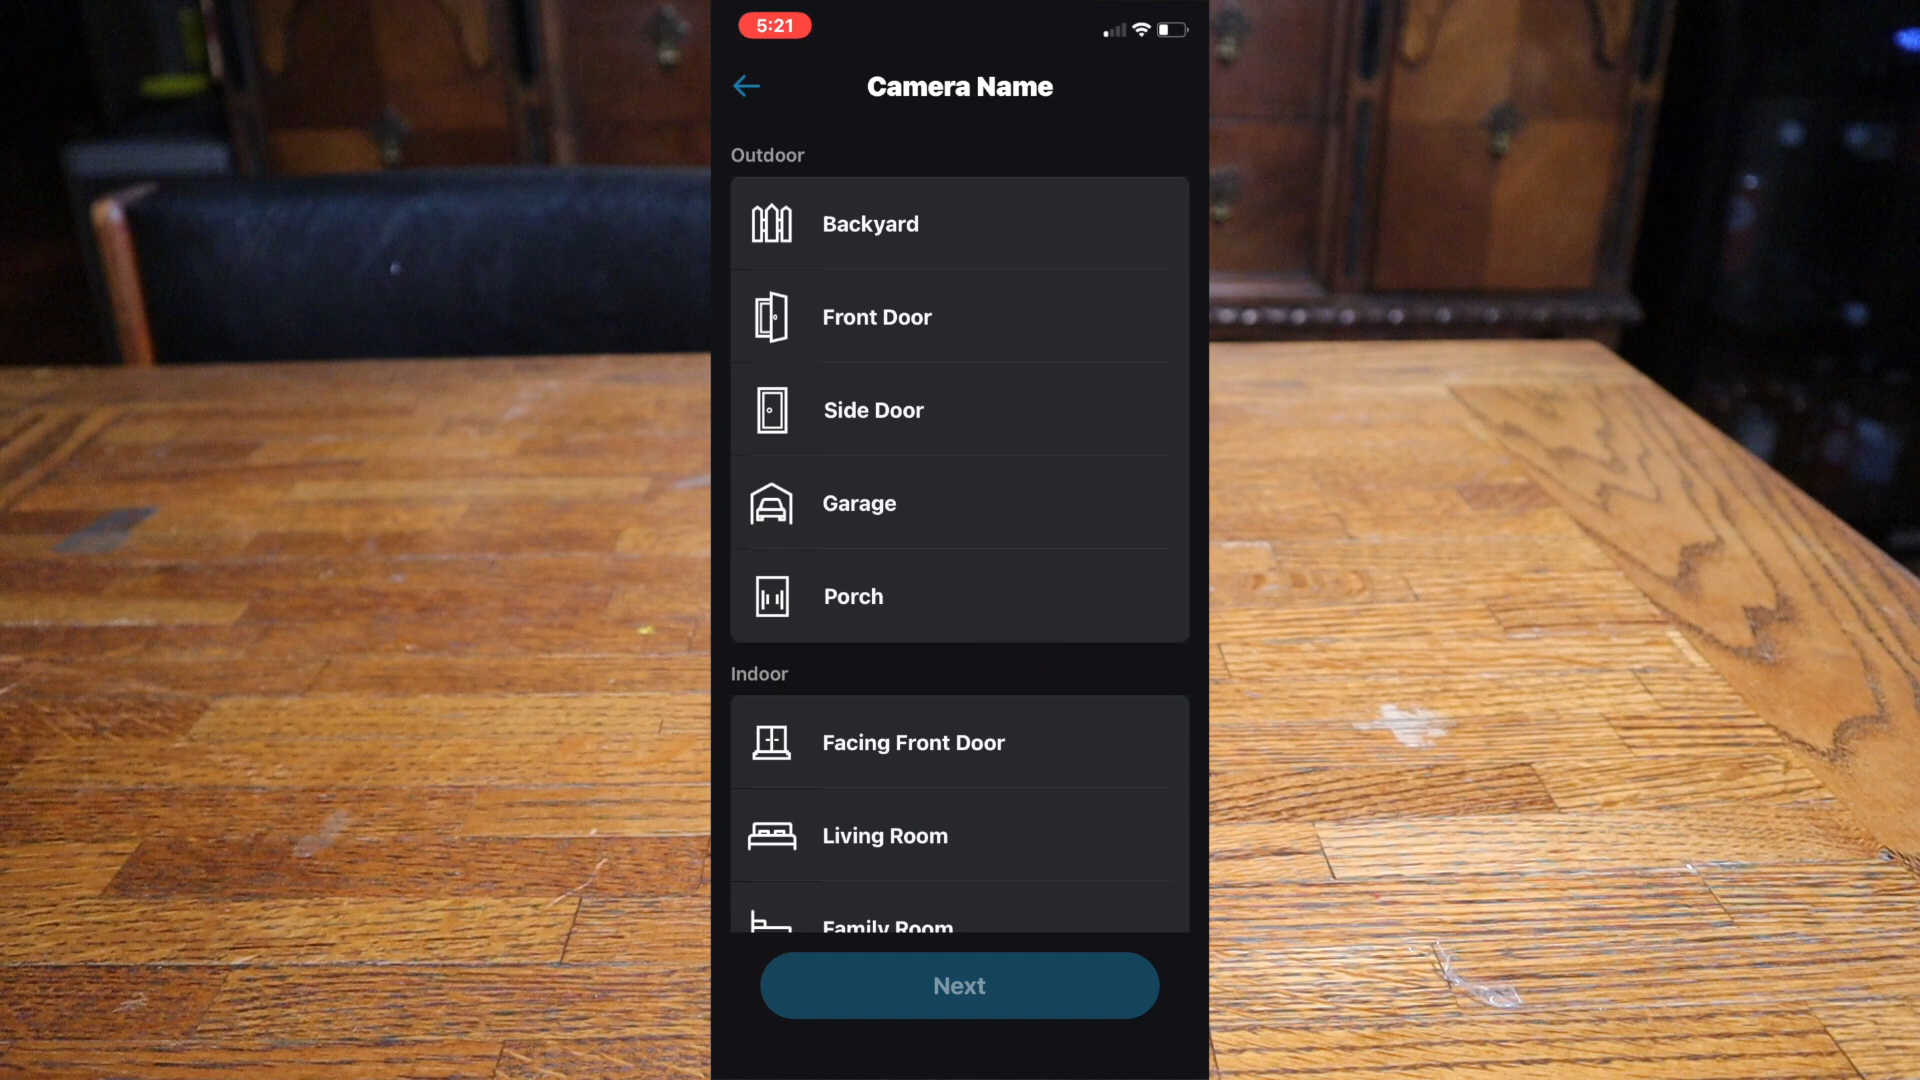 5:21
Camera Name
Outdoor
Backyard
Front Door
Side Door
Garage
Porch
Indoor
Facing Front Door
Living Room
Family Room
Next